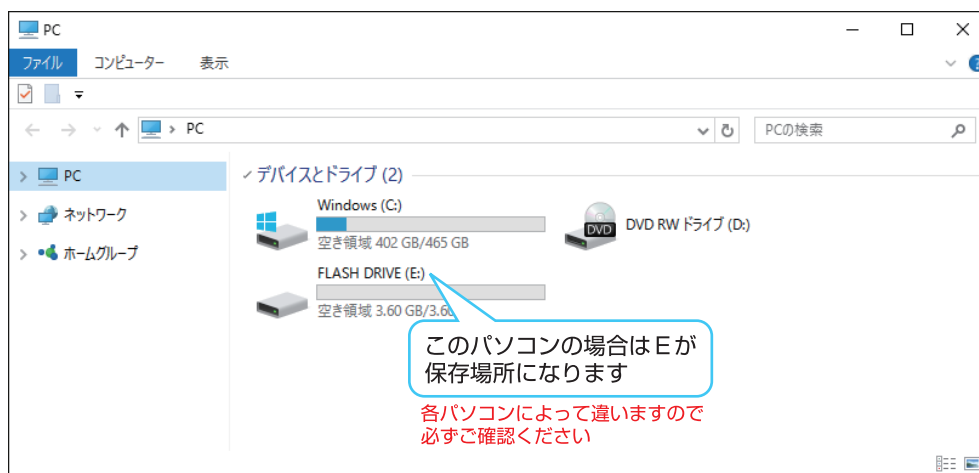 PC
ファイル コンピューター 表示
PC
PCの検索
PC
ネットワーク
ホームグループ
デバイスとドライブ (2)
Windows (C:)
空き領域 402 GB/465 GB
DVD
DVD RW ドライブ (D:)
FLASH DRIVE (E:)
空き領域 3.60 GB/3.60
このパソコンの場合はEが
保存場所になります
各パソコンによって違いますので
必ずご確認ください